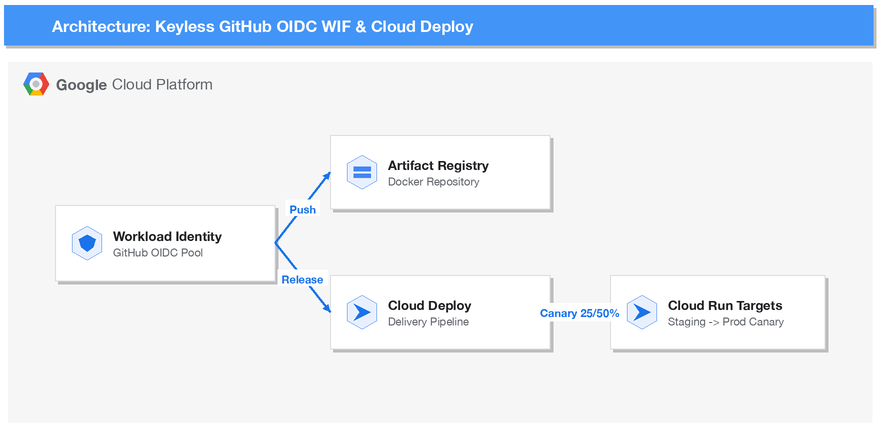 Architecture: Keyless GitHub OIDC WIF & Cloud Deploy
Google Cloud Platform
Artifact Registry
Docker Repository
Push
Workload Identity
GitHub OIDC Pool
Release
Cloud Deploy
Delivery Pipeline
Canary 25/50%
Cloud Run Targets
Staging -> Prod Canary